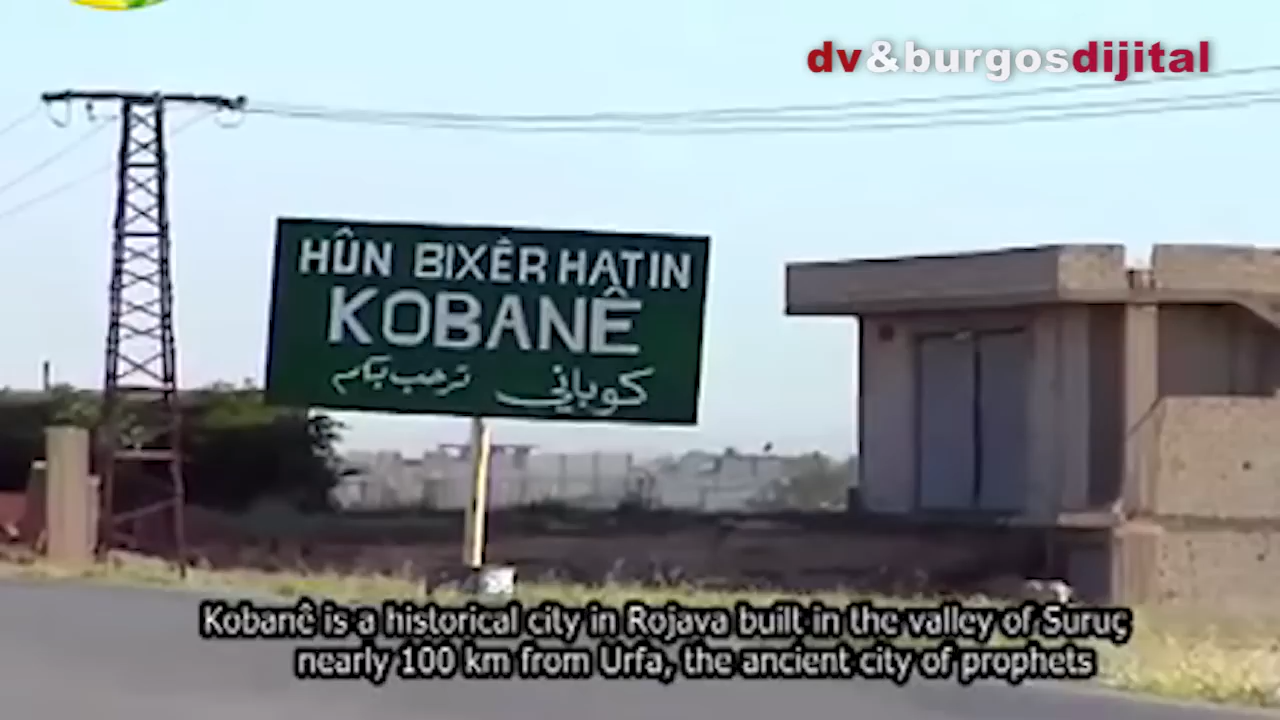 dv&burgosdijital
HÛN BIXÊR HATIN
KOBANÊ
كوباني ترحب بكم
Kobanê is a historical city in Rojava built in the valley of Suruç
nearly 100 km from Urfa, the ancient city of prophets